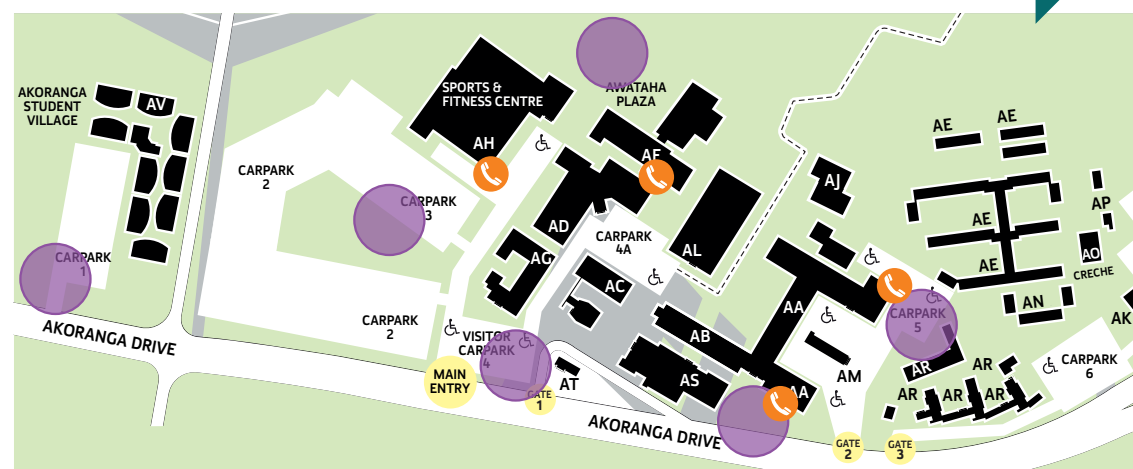 AKORANGA
STUDENT
VILLAGE
AV
CARPARK
1
CARPARK
2
CARPARK
3
CARPARK
2
AKORANGA DRIVE
SPORTS &
FITNESS CENTRE
AH
AWATAHA
PLAZA
AF
AD
AG
CARPARK
4A
AC
AL
AJ
VISITOR
CARPARK
4
MAIN
ENTRY
GATE
1
AT
AB
AS
AA
AA
AM
AKORANGA DRIVE
GATE
2
GATE
3
CARPARK
5
AE
AE
AE
AE
AP
AO
CRECHE
AN
AK
CARPARK
6
AR
AR
AR
AR
AR